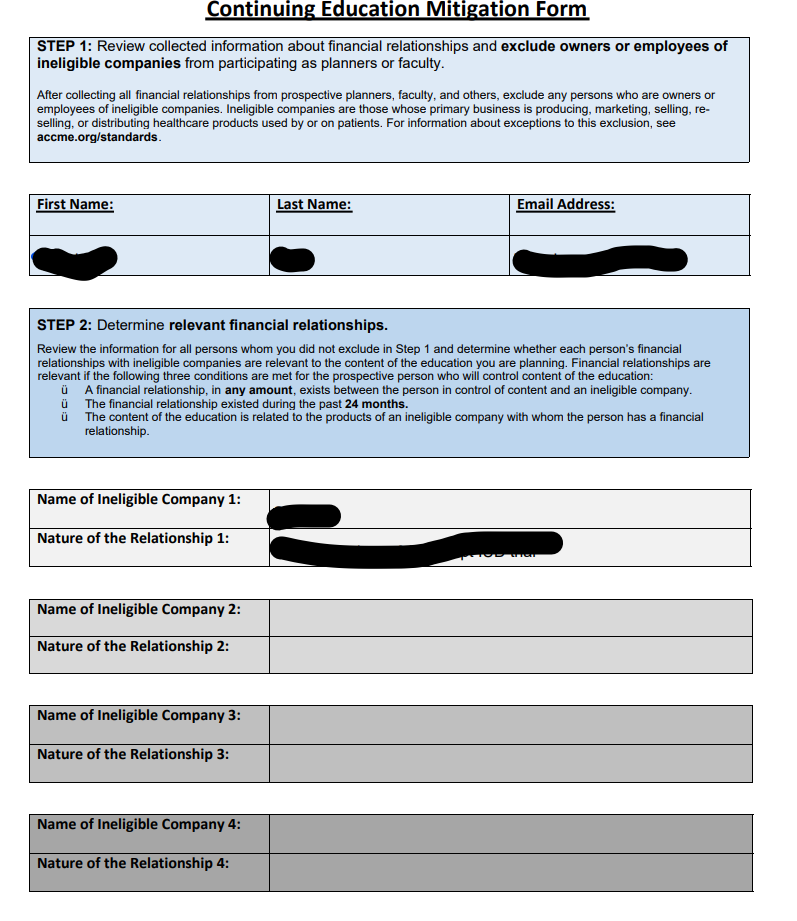 Continuing Education Mitigation Form
STEP 1: Review collected information about financial relationships and exclude owners or employees of
ineligible companies from participating as planners or faculty.
After collecting all financial relationships from prospective planners, faculty, and others, exclude any persons who are owners or
employees of ineligible companies. Ineligible companies are those whose primary business is producing, marketing, selling, re-
selling, or distributing healthcare products used by or on patients. For information about exceptions to this exclusion, see
accme.org/standards.
First Name:
Last Name:
Email Address:
STEP 2: Determine relevant financial relationships.
Review the information for all persons whom you did not exclude in Step 1 and determine whether each person's financial
relationships with ineligible companies are relevant to the content of the education you are planning. Financial relationships are
relevant if the following three conditions are met for the prospective person who will control content of the education:
ü A financial relationship, in any amount, exists between the person in control of content and an ineligible company.
ü The financial relationship existed during the past 24 months.
ü The content of the education is related to the products of an ineligible company with whom the person has a financial
relationship.
Name of Ineligible Company 1:
Nature of the Relationship 1:
Name of Ineligible Company 2:
Nature of the Relationship 2:
Name of Ineligible Company 3:
Nature of the Relationship 3:
Name of Ineligible Company 4:
Nature of the Relationship 4: